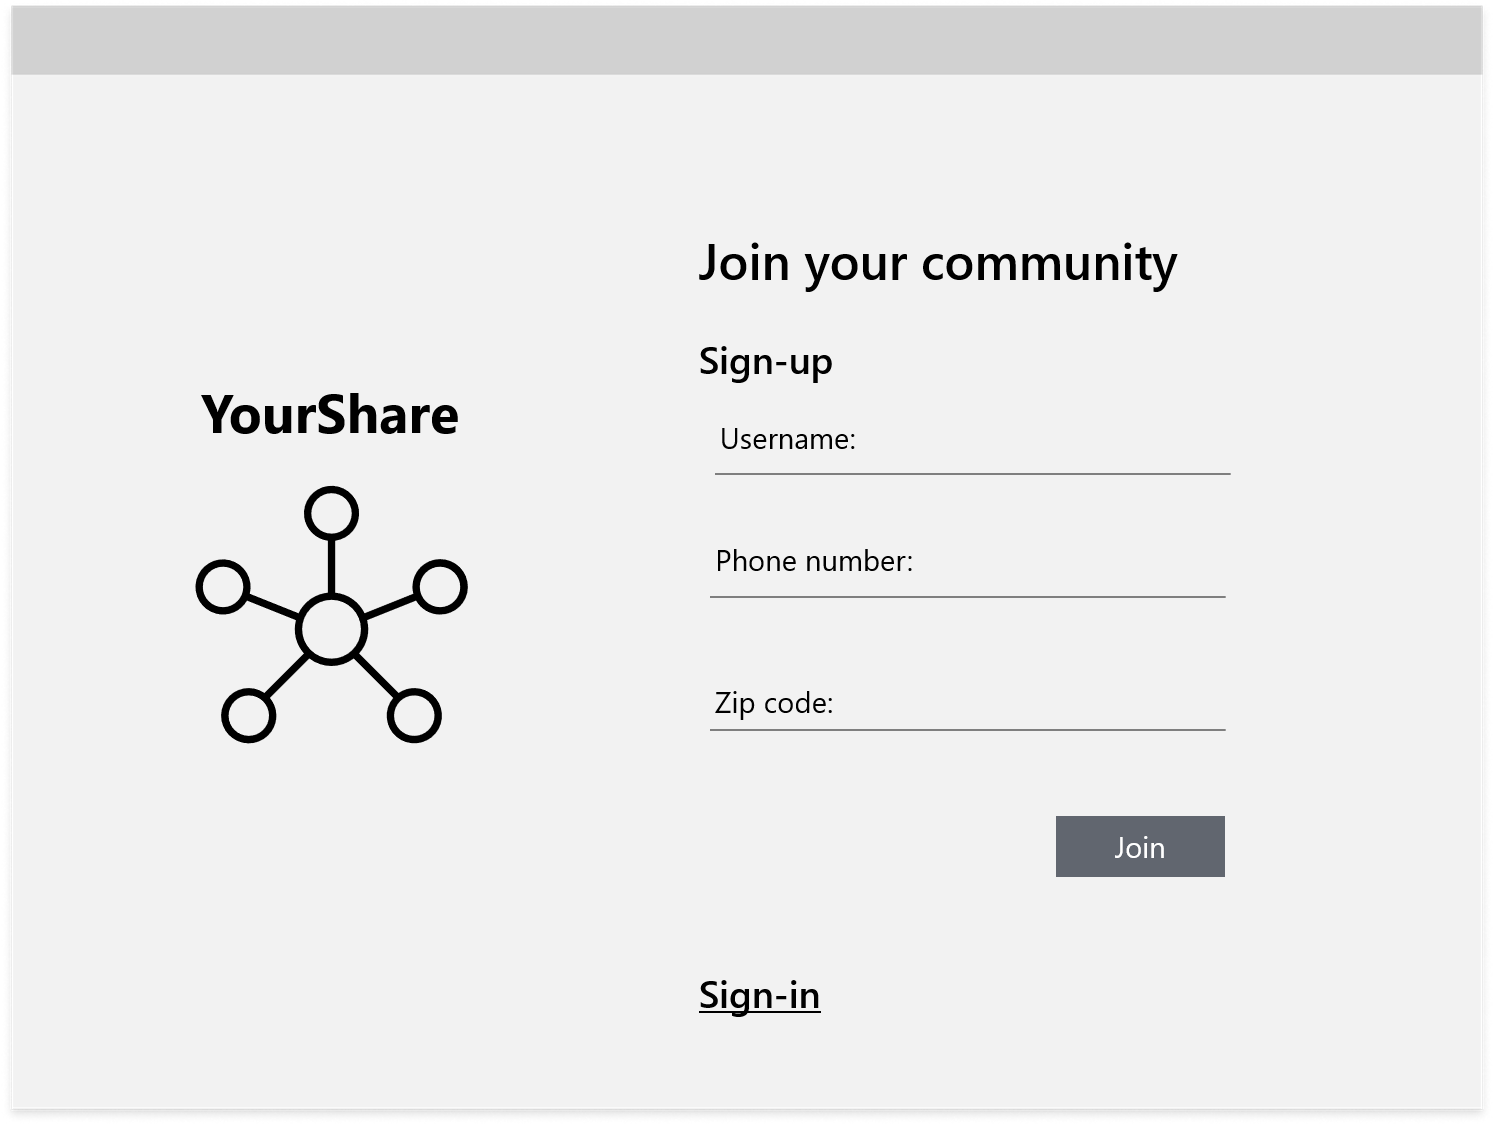 YourShare
Join your community
Sign-up
Username:
Phone number:
Zip code:
Join
Sign-in